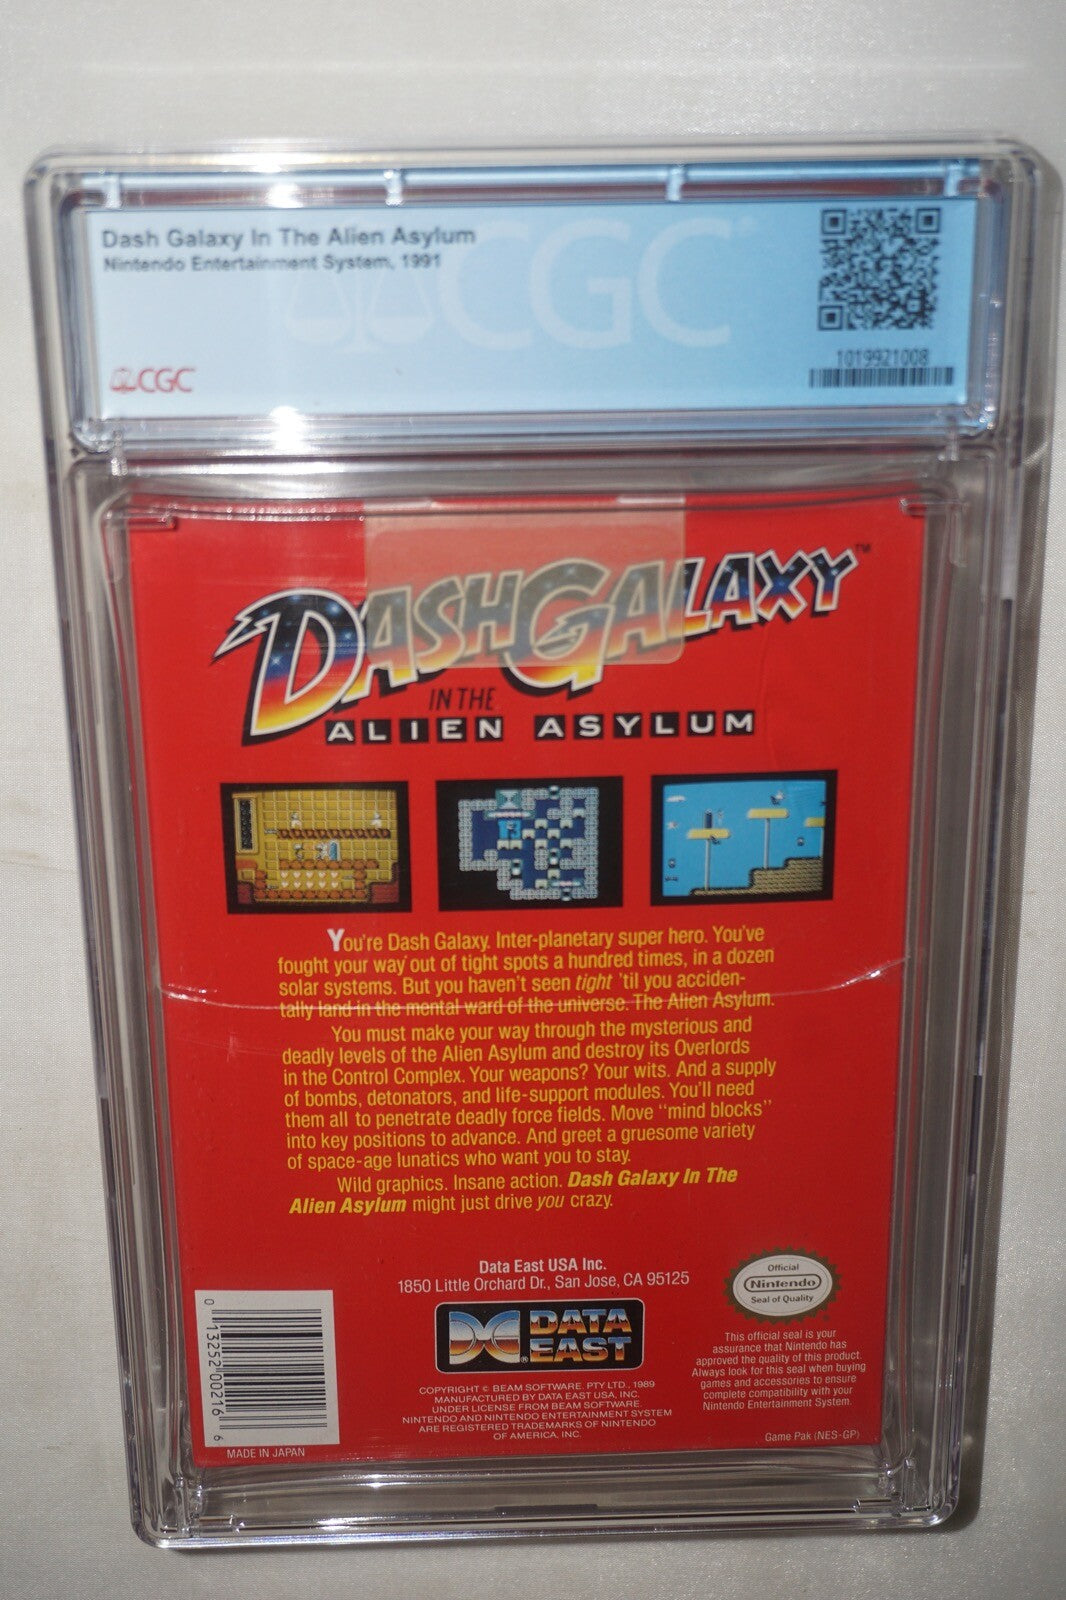 Dash Galaxy In The Alien Asylum
Nintendo Entertainment System, 1991
CGC
CGC
1019921008
DASH GALAXY™
IN THE
ALIEN ASYLUM
You're Dash Galaxy. Inter-planetary super hero. You've
fought your way out of tight spots a hundred times, in a dozen
solar systems. But you haven't seen tight 'til you acciden-
tally land in the mental ward of the universe. The Alien Asylum.
You must make your way through the mysterious and
deadly levels of the Alien Asylum and destroy its Overlords
in the Control Complex. Your weapons? Your wits. And a supply
of bombs, detonators, and life-support modules. You'll need
them all to penetrate deadly force fields. Move "mind blocks"
into key positions to advance. And greet a gruesome variety
of space-age lunatics who want you to stay.
Wild graphics. Insane action. Dash Galaxy In The
Alien Asylum might just drive you crazy.
Data East USA Inc.
1850 Little Orchard Dr., San Jose, CA 95125
DATA
EAST®
COPYRIGHT © BEAM SOFTWARE. PTY LTD., 1989
MANUFACTURED BY DATA EAST USA, INC.
UNDER LICENSE FROM BEAM SOFTWARE.
NINTENDO AND NINTENDO ENTERTAINMENT SYSTEM
ARE REGISTERED TRADEMARKS OF NINTENDO
OF AMERICA, INC.
Official
Nintendo
Seal of Quality
This official seal is your
assurance that Nintendo has
approved the quality of this product.
Always look for this seal when buying
games and accessories to ensure
complete compatibility with your
Nintendo Entertainment System.
Game Pak (NES-GP)
0 13252 00216 6
MADE IN JAPAN